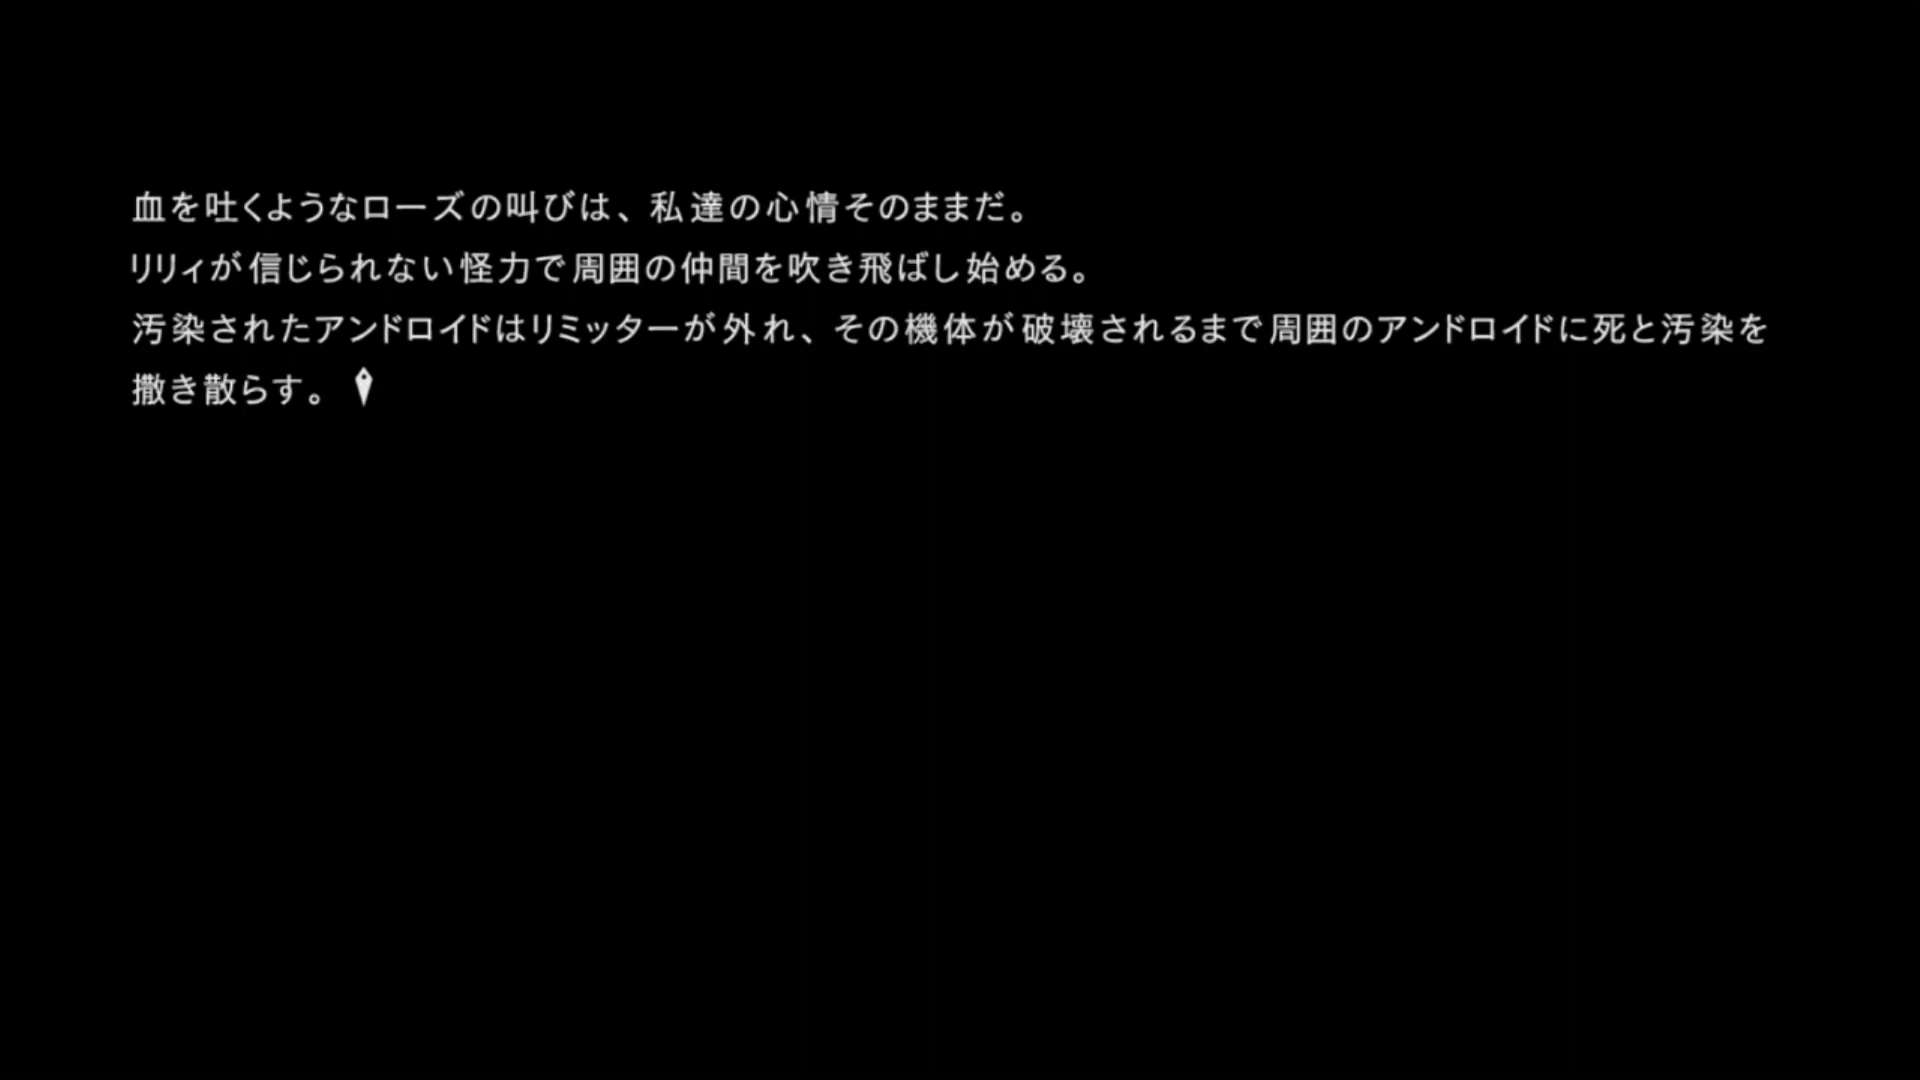 血を吐くようなローズの叫びは、私達の心情そのままだ。
リリィが信じられない怪力で周囲の仲間を吹き飛ばし始める。
汚染されたアンドロイドはリミッターが外れ、その機体が破壊されるまで周囲のアンドロイドに死と汚染を
撒き散らす。